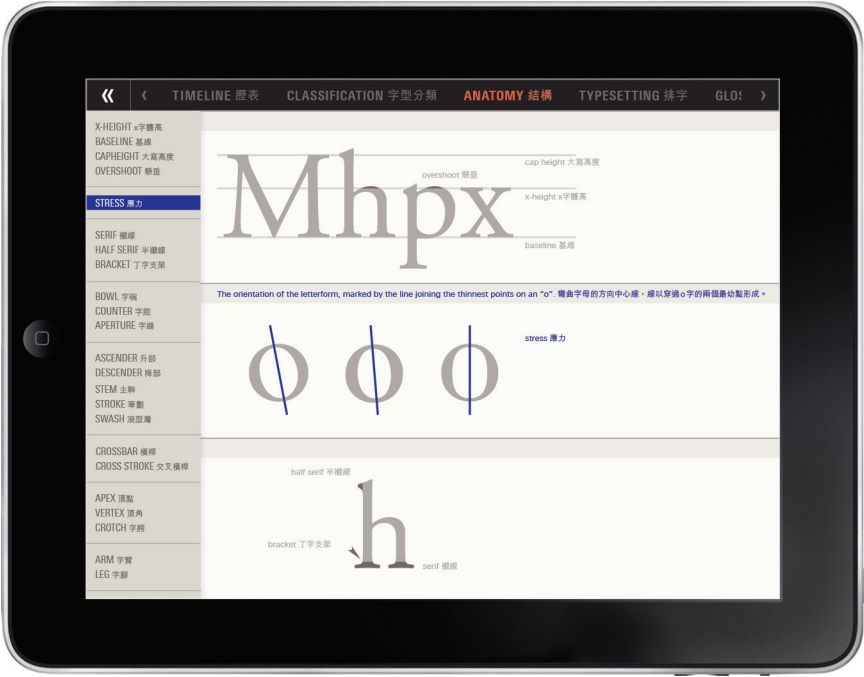 « ‹ TIMELINE 歷表 CLASSIFICATION 字型分類 ANATOMY 結構 TYPESETTING 排字 GLOS ›
X-HEIGHT x字體高
BASELINE 基線
CAPHEIGHT 大寫高度
OVERSHOOT 懸垂
STRESS 應力
SERIF 襯線
HALF SERIF 半襯線
BRACKET 丁字支架
BOWL 字碗
COUNTER 字腔
APERTURE 字縫
ASCENDER 升部
DESCENDER 降部
STEM 主幹
STROKE 筆劃
SWASH 浪型灣
CROSSBAR 橫桿
CROSS STROKE 交叉橫桿
APEX 頂點
VERTEX 頂角
CROTCH 字胯
ARM 字臂
LEG 字腳
Mhpx
overshoot 懸垂
cap height 大寫高度
x-height x字體高
baseline 基線
The orientation of the letterform, marked by the line joining the thinnest points on an “o”. 彎曲字母的方向中心線，線以穿過o字的兩個最幼點形成。
o o o
stress 應力
half serif 半襯線
h
bracket 丁字支架
serif 襯線